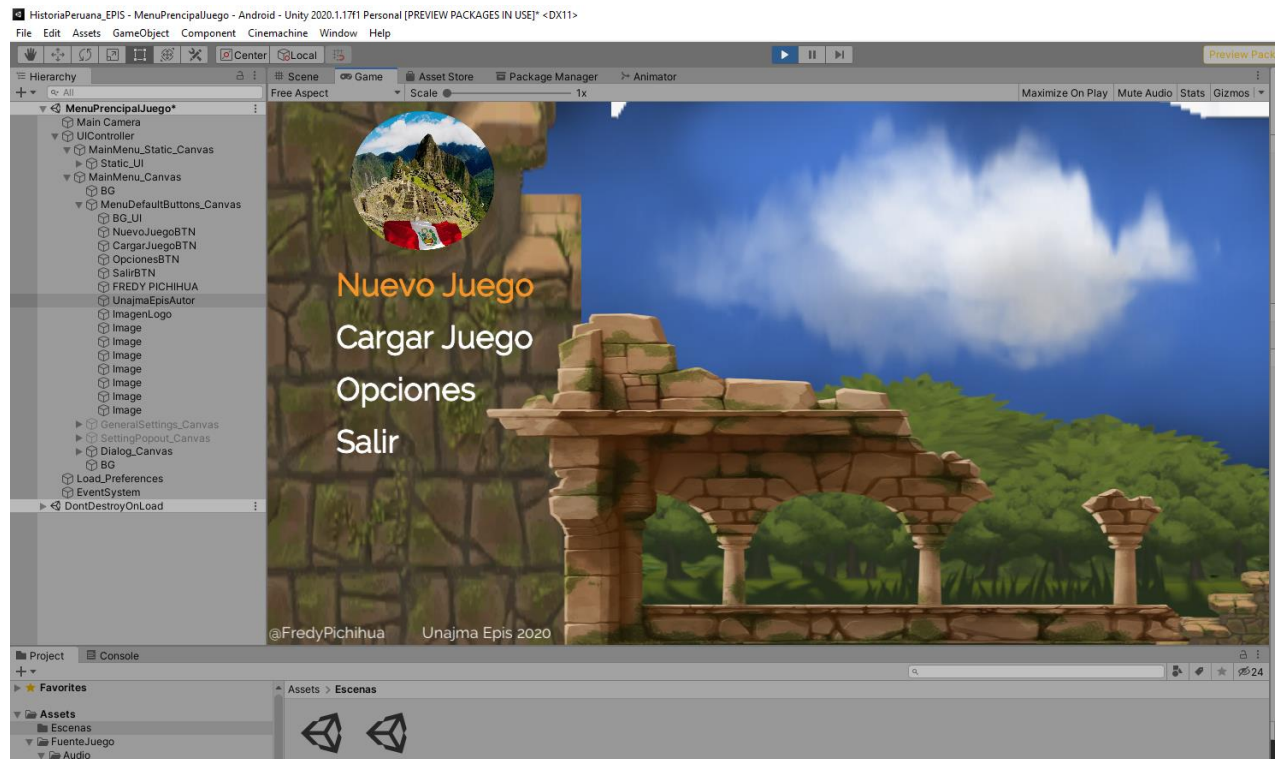 HistoriaPeruana_EPIS - MenuPrencipalJuego - Android - Unity 2020.1.17f1 Personal [PREVIEW PACKAGES IN USE]* <DX11>
File Edit Assets GameObject Component Cinemachine Window Help
Center Local Preview Pack
Hierarchy Scene Game Asset Store Package Manager Animator
All Free Aspect Scale 1x Maximize On Play Mute Audio Stats Gizmos
MenuPrencipalJuego*
Main Camera
UIController
MainMenu_Static_Canvas
Static_UI
MainMenu_Canvas
BG
MenuDefaultButtons_Canvas
BG_UI
NuevoJuegoBTN
CargarJuegoBTN
OpcionesBTN
SalirBTN
FREDY PICHIHUA
UnajmaEpisAutor
ImagenLogo
Image
Image
Image
Image
Image
Image
Image
GeneralSettings_Canvas
SettingPopout_Canvas
Dialog_Canvas
BG
Load_Preferences
EventSystem
DontDestroyOnLoad
Nuevo Juego
Cargar Juego
Opciones
Salir
@FredyPichihua Unajma Epis 2020
Project Console
24
Favorites
Assets > Escenas
Assets
Escenas
FuenteJuego
Audio